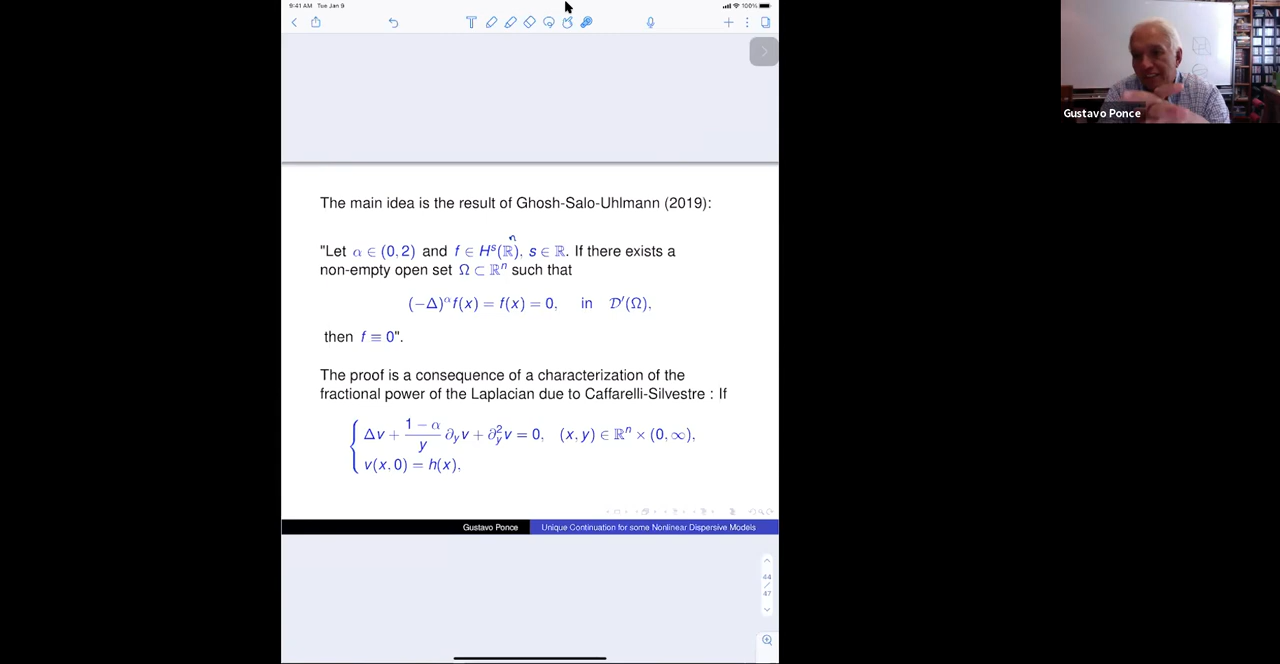 9:41 AM Tue Jan 9
100%
The main idea is the result of Ghosh-Salo-Uhlmann (2019):
n
"Let α ∈ (0, 2) and f ∈ H^s(ℝ), s ∈ ℝ. If there exists a
non-empty open set Ω ⊂ ℝ^n such that
(−Δ)^α f(x) = f(x) = 0, in 𝒟′(Ω),
then f ≡ 0".
The proof is a consequence of a characterization of the
fractional power of the Laplacian due to Caffarelli-Silvestre : If
Δv + (1 − α)/y ∂_y v + ∂_y^2 v = 0, (x, y) ∈ ℝ^n × (0, ∞),
v(x, 0) = h(x),
Gustavo Ponce Unique Continuation for some Nonlinear Dispersive Models
44
/
47
Gustavo Ponce